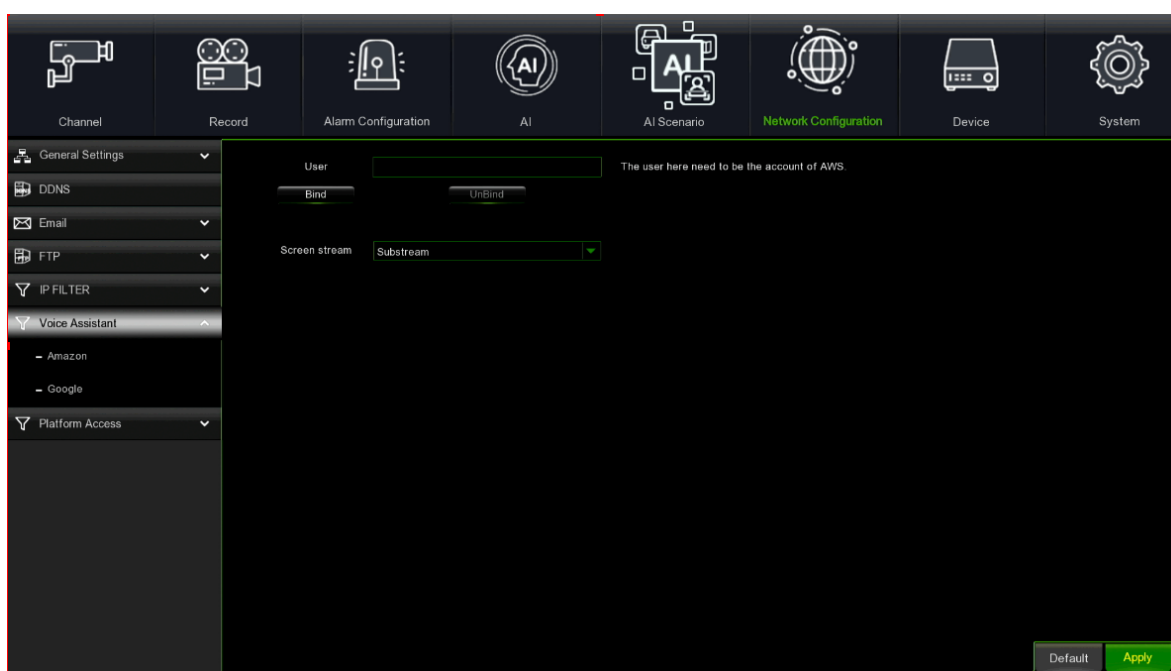 Channel Record Alarm Configuration AI AI Scenario Network Configuration Device System
General Settings
DDNS
Email
FTP
IP FILTER
Voice Assistant
Amazon
Google
Platform Access
User The user here need to be the account of AWS.
Bind UnBind
Screen stream Substream
Default Apply